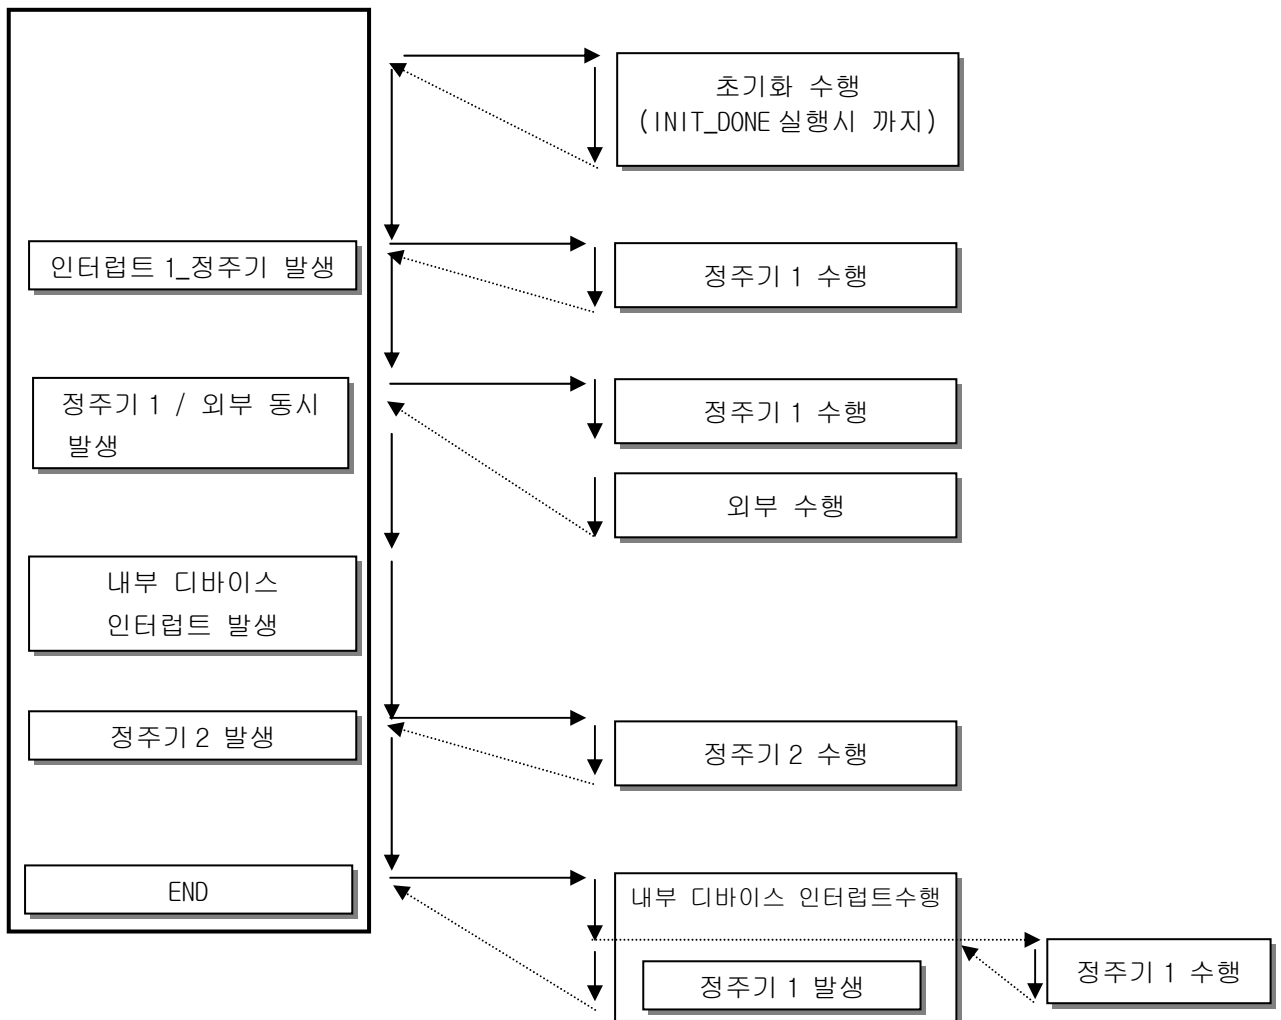 초기화 수행
(INIT_DONE 실행시 까지)
인터럽트 1_정주기 발생
정주기 1 수행
정주기 1 / 외부 동시
발생
정주기 1 수행
외부 수행
내부 디바이스
인터럽트 발생
정주기 2 발생
정주기 2 수행
END
내부 디바이스 인터럽트수행
정주기 1 발생
정주기 1 수행